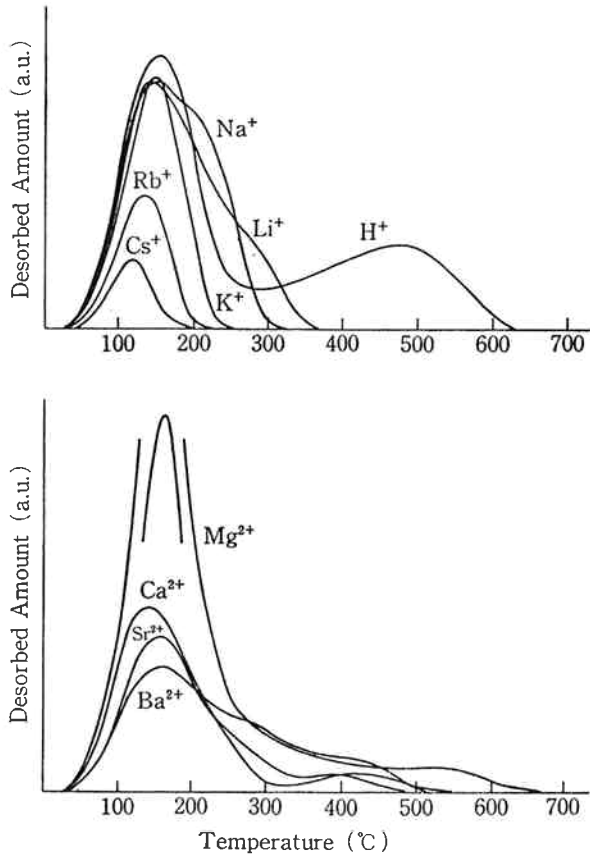 Desorbed Amount (a.u.)
Na⁺
Rb⁺
Li⁺
H⁺
Cs⁺
K⁺
100 200 300 400 500 600 700
Desorbed Amount (a.u.)
Mg²⁺
Ca²⁺
Sr²⁺
Ba²⁺
100 200 300 400 500 600 700
Temperature (℃)